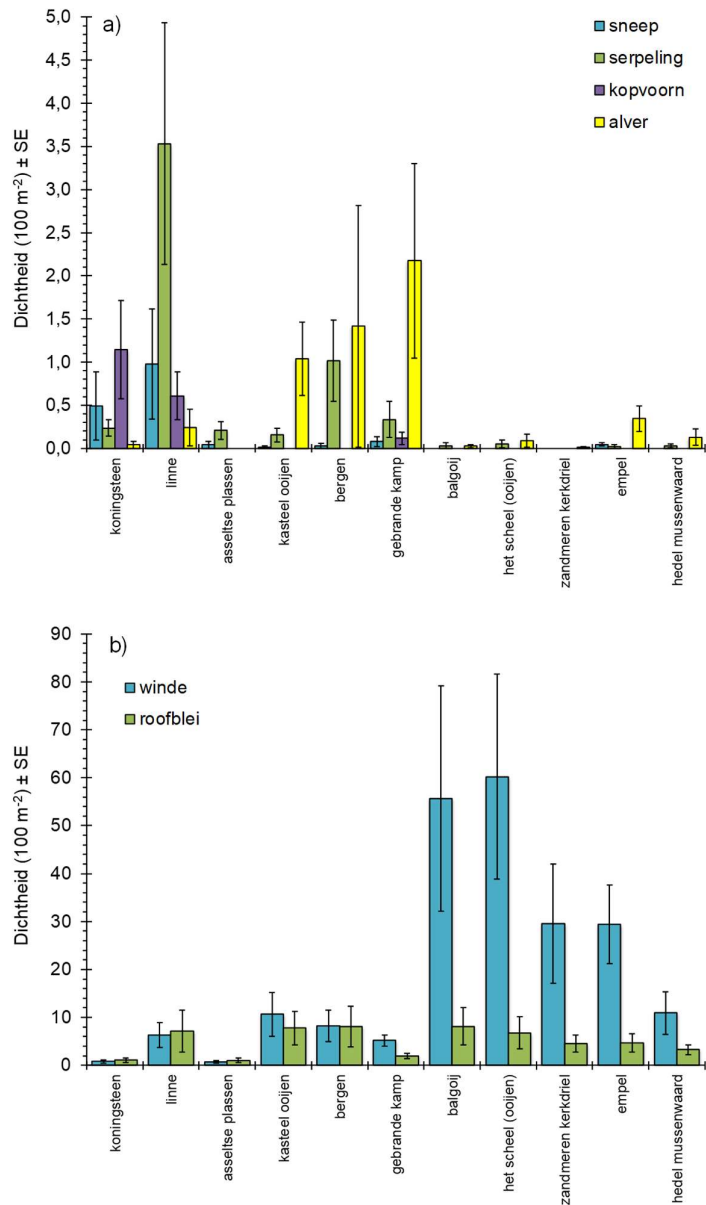 a)
sneep
serpeling
kopvoorn
alver
Dichtheid (100 m⁻²) ± SE
5,0
4,5
4,0
3,5
3,0
2,5
2,0
1,5
1,0
0,5
0,0
koningsteen
linne
asseltse plassen
kasteel ooijen
bergen
gebrande kamp
balgoij
het scheel (ooijen)
zandmeren kerkdriel
empel
hedel mussenwaard
b)
winde
roofblei
Dichtheid (100 m⁻²) ± SE
90
80
70
60
50
40
30
20
10
0
koningsteen
linne
asseltse plassen
kasteel ooijen
bergen
gebrande kamp
balgoij
het scheel (ooijen)
zandmeren kerkdriel
empel
hedel mussenwaard